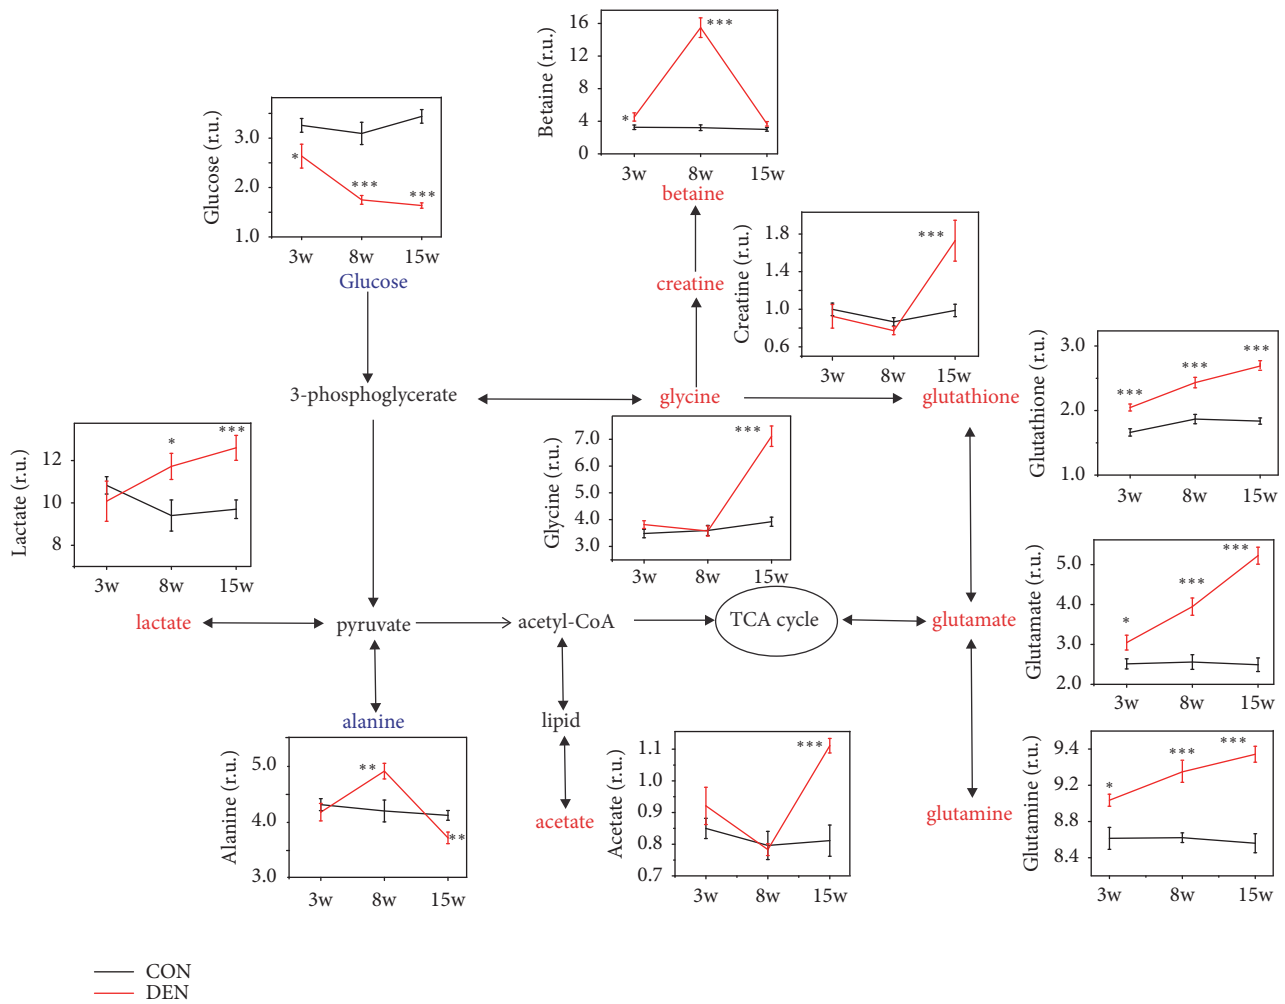 Betaine (r.u.)
16
12
8
4
0
***
*
3w 8w 15w
betaine
Glucose (r.u.)
3.0
2.0
1.0
*
***
***
3w 8w 15w
Glucose
creatine
Creatine (r.u.)
1.8
1.4
1.0
0.6
***
3w 8w 15w
3-phosphoglycerate
glycine
glutathione
Glutathione (r.u.)
3.0
2.0
1.0
***
***
***
3w 8w 15w
Lactate (r.u.)
12
10
8
*
***
3w 8w 15w
Glycine (r.u.)
7.0
6.0
5.0
4.0
3.0
***
3w 8w 15w
Glutamate (r.u.)
5.0
4.0
3.0
2.0
*
***
***
3w 8w 15w
lactate
pyruvate
acetyl-CoA
TCA cycle
glutamate
alanine
lipid
Alanine (r.u.)
5.0
4.0
3.0
**
**
3w 8w 15w
acetate
Acetate (r.u.)
1.1
1.0
0.9
0.8
0.7
***
3w 8w 15w
glutamine
Glutamine (r.u.)
9.4
9.2
8.8
8.4
*
***
***
3w 8w 15w
CON
DEN